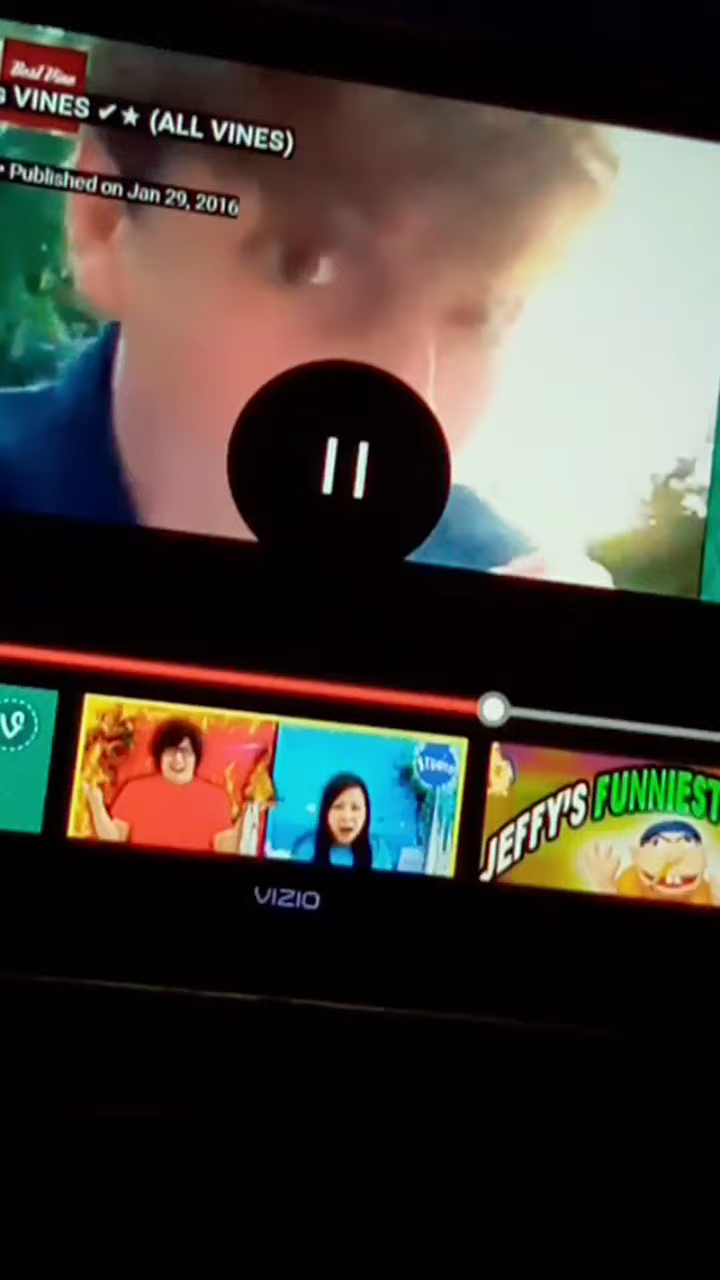 Best Vine
VINES ✔★ (ALL VINES)
• Published on Jan 29, 2016
JEFFY'S FUNNIEST
VIZIO